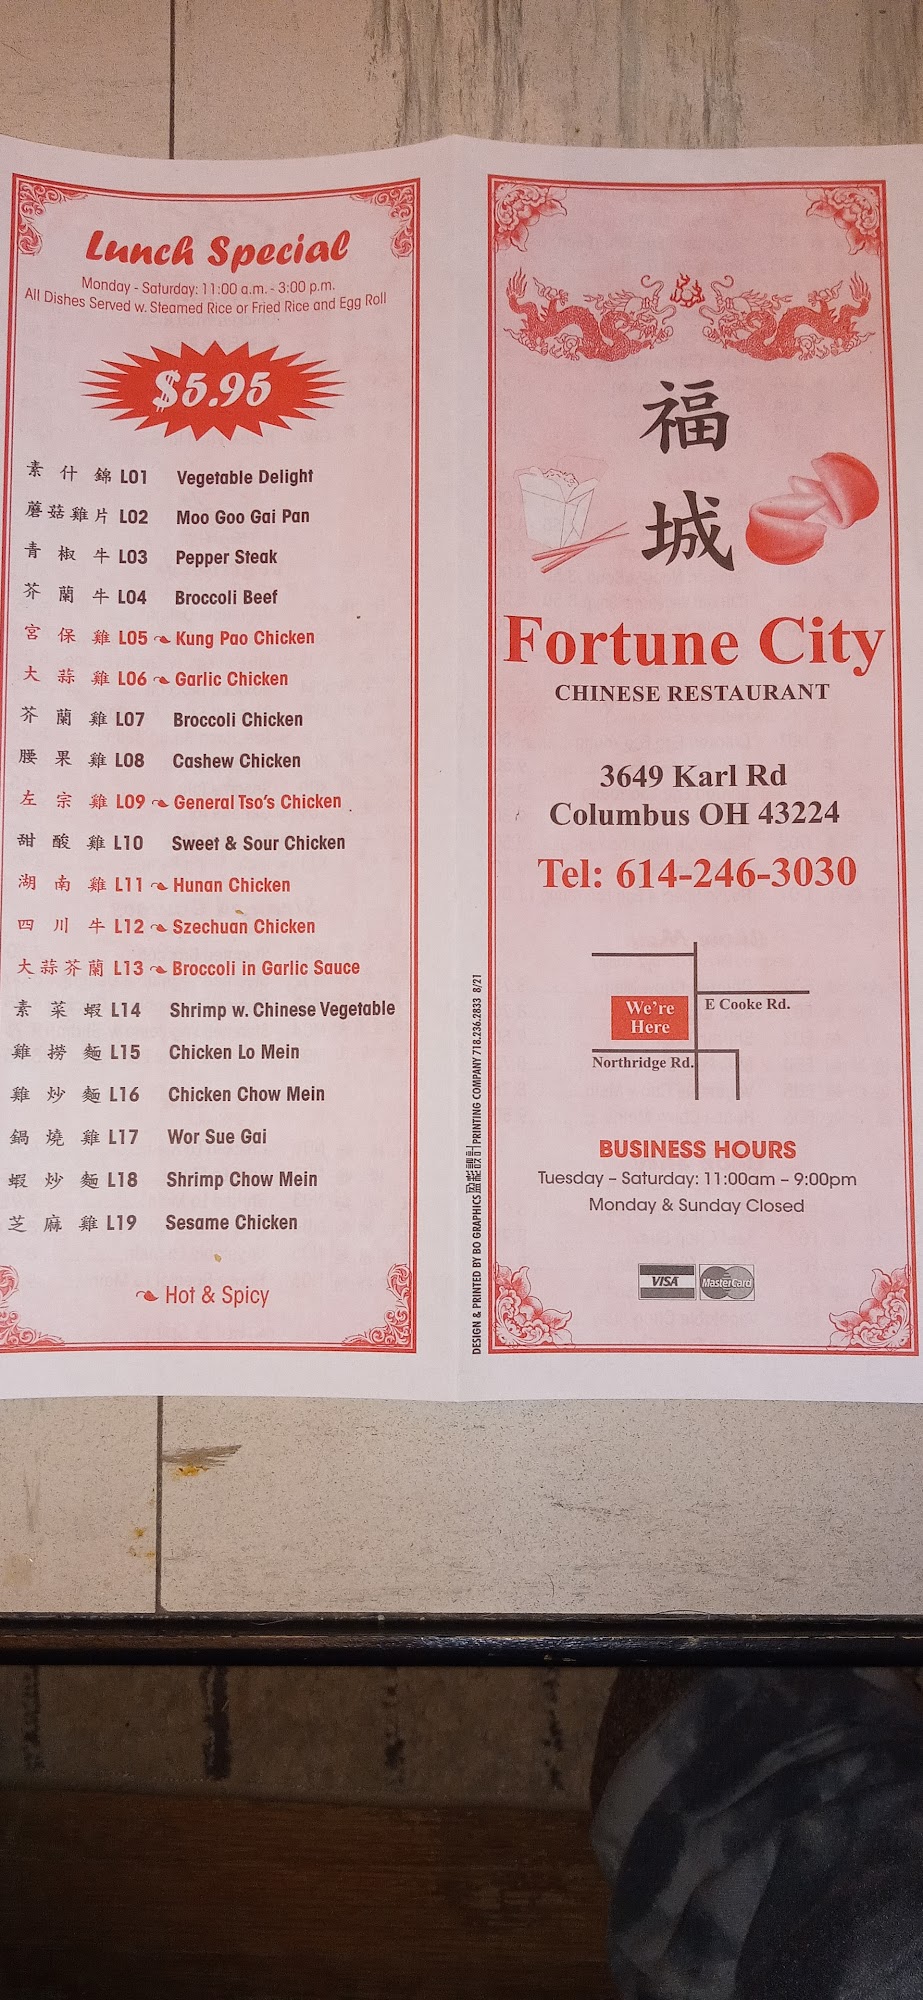 Lunch Special
Monday - Saturday: 11:00 a.m. - 3:00 p.m.
All Dishes Served w. Steamed Rice or Fried Rice and Egg Roll
$5.95
素什錦 L01 Vegetable Delight
蘑菇雞片 L02 Moo Goo Gai Pan
青椒牛 L03 Pepper Steak
芥蘭牛 L04 Broccoli Beef
宮保雞 L05 Kung Pao Chicken
大蒜雞 L06 Garlic Chicken
芥蘭雞 L07 Broccoli Chicken
腰果雞 L08 Cashew Chicken
左宗雞 L09 General Tso's Chicken
甜酸雞 L10 Sweet & Sour Chicken
湖南雞 L11 Hunan Chicken
四川牛 L12 Szechuan Chicken
大蒜芥蘭 L13 Broccoli in Garlic Sauce
素菜蝦 L14 Shrimp w. Chinese Vegetable
雞撈麵 L15 Chicken Lo Mein
雞炒麵 L16 Chicken Chow Mein
鍋燒雞 L17 Wor Sue Gai
蝦炒麵 L18 Shrimp Chow Mein
芝麻雞 L19 Sesame Chicken
Hot & Spicy
DESIGN & PRINTED BY BO GRAPHICS PRINTING COMPANY 718.236.2833 8/21
福
城
Fortune City
CHINESE RESTAURANT
3649 Karl Rd
Columbus OH 43224
Tel: 614-246-3030
We're
Here
E Cooke Rd.
Northridge Rd.
BUSINESS HOURS
Tuesday – Saturday: 11:00am – 9:00pm
Monday & Sunday Closed
VISA
MasterCard